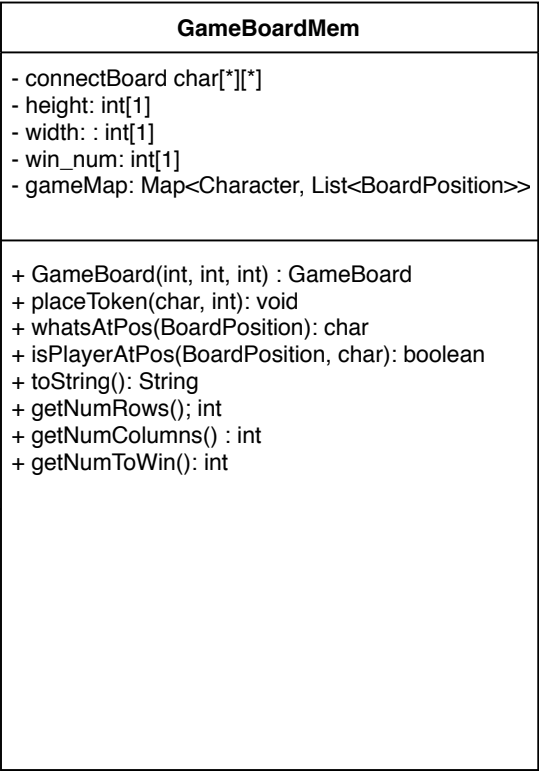 GameBoardMem
- connectBoard char[*][*]
- height: int[1]
- width: : int[1]
- win_num: int[1]
- gameMap: Map<Character, List<BoardPosition>>
+ GameBoard(int, int, int) : GameBoard
+ placeToken(char, int): void
+ whatsAtPos(BoardPosition): char
+ isPlayerAtPos(BoardPosition, char): boolean
+ toString(): String
+ getNumRows(); int
+ getNumColumns() : int
+ getNumToWin(): int